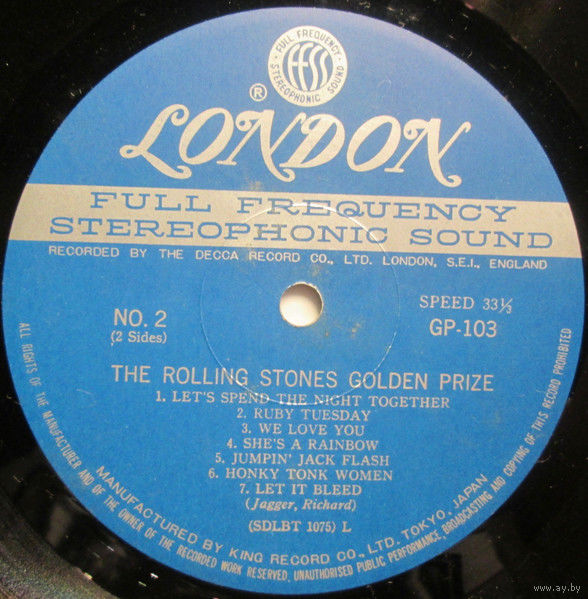 FULL FREQUENCY
FFSS
STEREOPHONIC SOUND
®
LONDON
FULL FREQUENCY
STEREOPHONIC SOUND
RECORDED BY THE DECCA RECORD CO., LTD. LONDON, S.E.I., ENGLAND
NO. 2
(2 Sides)
SPEED 33⅓
GP-103
THE ROLLING STONES GOLDEN PRIZE
1. LET'S SPEND THE NIGHT TOGETHER
2. RUBY TUESDAY
3. WE LOVE YOU
4. SHE'S A RAINBOW
5. JUMPIN' JACK FLASH
6. HONKY TONK WOMEN
7. LET IT BLEED
(Jagger, Richard)
(SDLBT 1075) L
MANUFACTURED BY KING RECORD CO., LTD. TOKYO, JAPAN
ALL RIGHTS OF THE MANUFACTURER AND OF THE OWNER OF THE RECORDED WORK RESERVED, UNAUTHORISED PUBLIC PERFORMANCE, BROADCASTING AND COPYING OF THIS RECORD PROHIBITED
www.ay.by